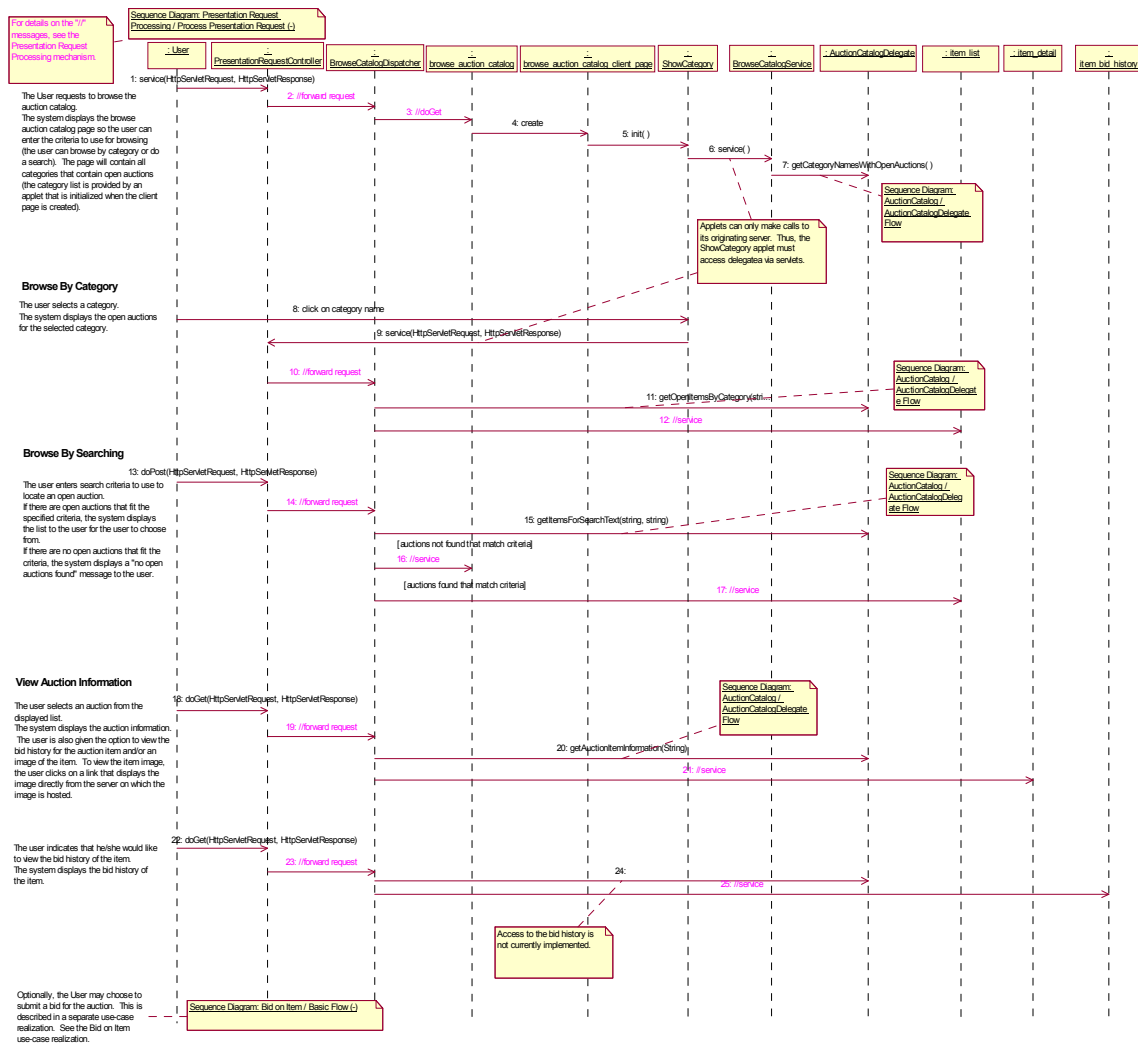 For details on the "//"
messages, see the
Presentation Request
Processing mechanism.
Sequence Diagram: Presentation Request
Processing / Process Presentation Request (-)
: User
:
PresentationRequestController
:
BrowseCatalogDispatcher
:
browse_auction_catalog
:
browse_auction_catalog_client_page
:
ShowCategory
:
BrowseCatalogService
: AuctionCatalogDelegate
: item_list
: item_detail
:
item bid history
1: service(HttpServletRequest, HttpServletResponse)
The User requests to browse the
auction catalog.
The system displays the browse
auction catalog page so the user can
enter the criteria to use for browsing
(the user can browse by category or do
a search). The page will contain all
categories that contain open auctions
(the category list is provided by an
applet that is initialized when the client
page is created).
2: //forward request
3: //doGet
4: create
5: init( )
6: service( )
7: getCategoryNamesWithOpenAuctions( )
Sequence Diagram:
AuctionCatalog /
AuctionCatalogDelegate
Flow
Applets can only make calls to
its originating server. Thus, the
ShowCategory applet must
access delegatea via servlets.
Browse By Category
The user selects a category.
The system displays the open auctions
for the selected category.
8: click on category name
9: service(HttpServletRequest, HttpServletResponse)
10: //forward request
Sequence Diagram:
AuctionCatalog /
AuctionCatalogDelegat
e Flow
11: getOpenItemsByCategory(stri...
12: //service
Browse By Searching
13: doPost(HttpServletRequest, HttpServletResponse)
The user enters search criteria to use to
locate an open auction.
If there are open auctions that fit the
specified criteria, the system displays
the list to the user for the user to choose
from.
If there are no open auctions that fit the
criteria, the system displays a "no open
auctions found" message to the user.
14: //forward request
Sequence Diagram:
AuctionCatalog /
AuctionCatalogDeleg
ate Flow
15: getItemsForSearchText(string, string)
[auctions not found that match criteria]
16: //service
[auctions found that match criteria]
17: //service
View Auction Information
18: doGet(HttpServletRequest, HttpServletResponse)
The user selects an auction from the
displayed list.
The system displays the auction information.
The user is also given the option to view the
bid history for the auction item and/or an
image of the item. To view the item image,
the user clicks on a link that displays the
image directly from the server on which the
image is hosted.
19: //forward request
Sequence Diagram:
AuctionCatalog /
AuctionCatalogDelegate
Flow
20: getAuctionItemInformation(String)
21: //service
22: doGet(HttpServletRequest, HttpServletResponse)
The user indicates that he/she would like
to view the bid history of the item.
The system displays the bid history of
the item.
23: //forward request
24:
25: //service
Access to the bid history is
not currently implemented.
Optionally, the User may choose to
submit a bid for the auction. This is
described in a separate use-case
realization. See the Bid on Item
use-case realization.
Sequence Diagram: Bid on Item / Basic Flow (-)